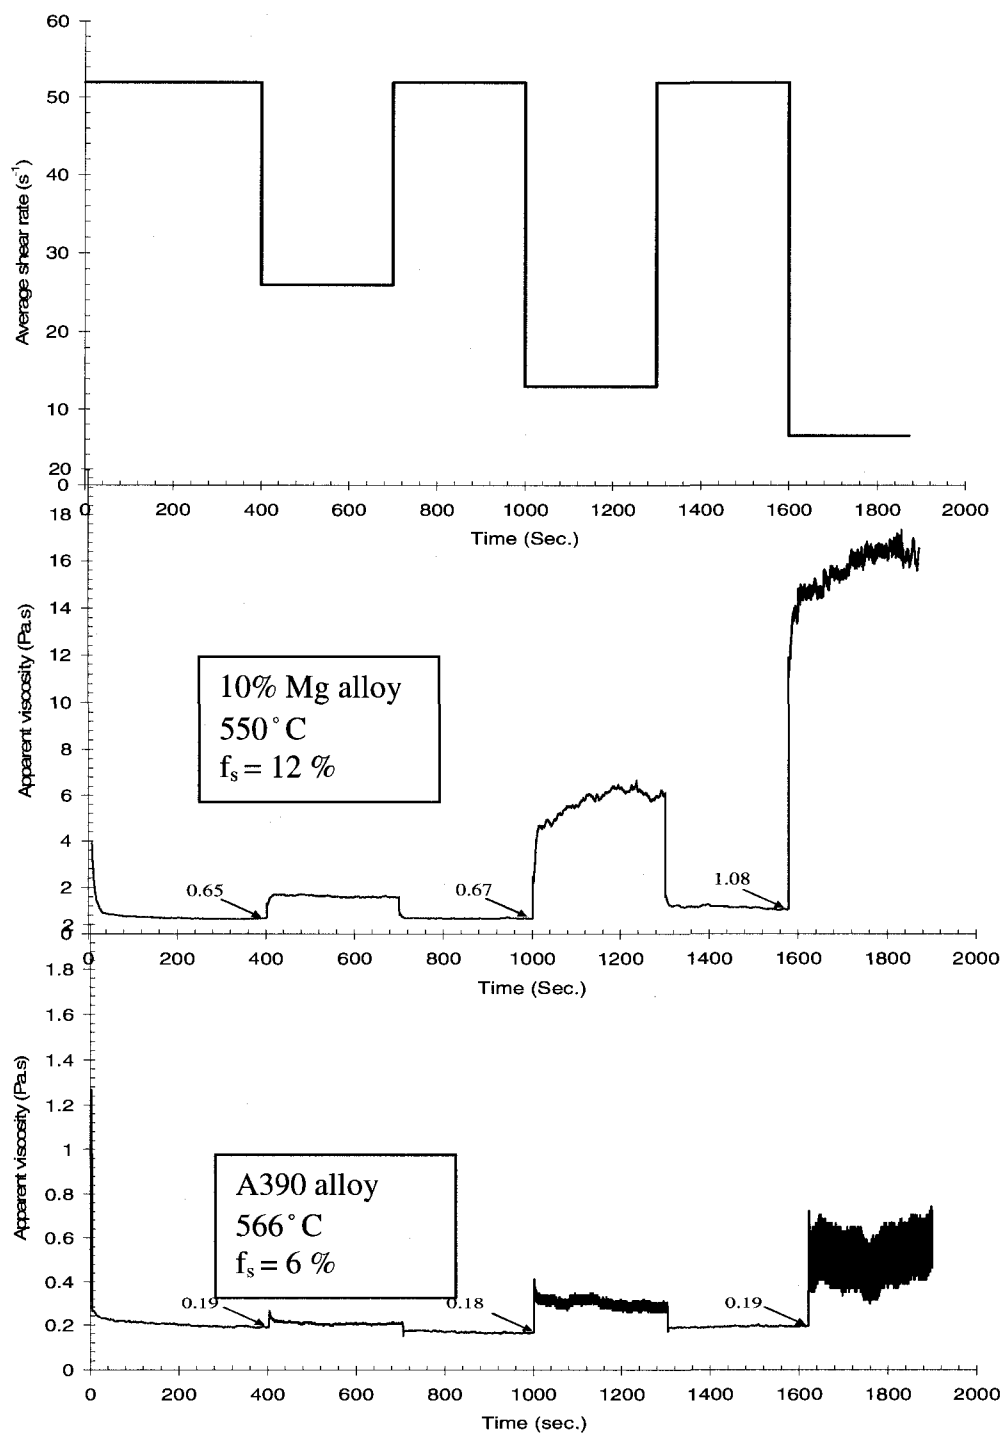 60
50
40
30
20
10
0
Average shear rate (s-1)
0 200 400 600 800 1000 1200 1400 1600 1800 2000
Time (Sec.)
20
18
16
14
12
10
8
6
4
2
0
Apparent viscosity (Pa.s)
10% Mg alloy
550°C
fs = 12 %
0.65
0.67
1.08
0 200 400 600 800 1000 1200 1400 1600 1800 2000
Time (Sec.)
2
1.8
1.6
1.4
1.2
1
0.8
0.6
0.4
0.2
0
Apparent viscosity (Pa.s)
A390 alloy
566°C
fs = 6 %
0.19
0.18
0.19
0 200 400 600 800 1000 1200 1400 1600 1800 2000
Time (sec.)